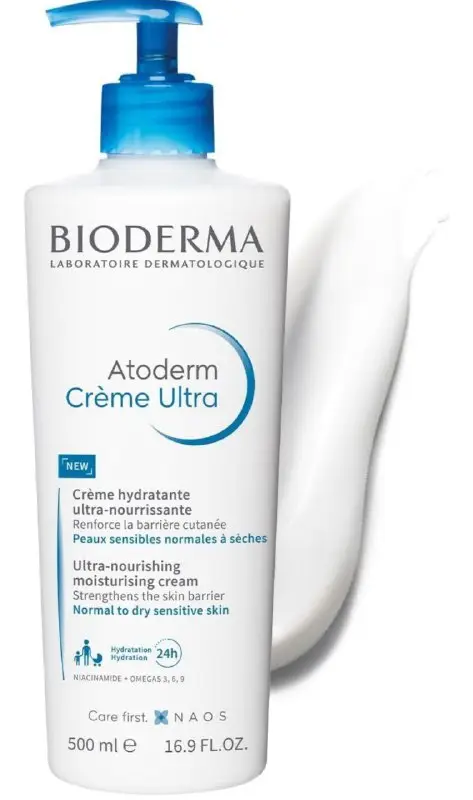 BIODERMA
LABORATOIRE DERMATOLOGIQUE
Atoderm
Crème Ultra
NEW
Crème hydratante
ultra-nourrissante
Renforce la barrière cutanée
Peaux sensibles normales à sèches
Ultra-nourishing
moisturising cream
Strengthens the skin barrier
Normal to dry sensitive skin
Hydratation
Hydration
24h
NIACINAMIDE + OMEGAS 3, 6, 9
Care first. NAOS
500 ml ℮ 16.9 FL.OZ.